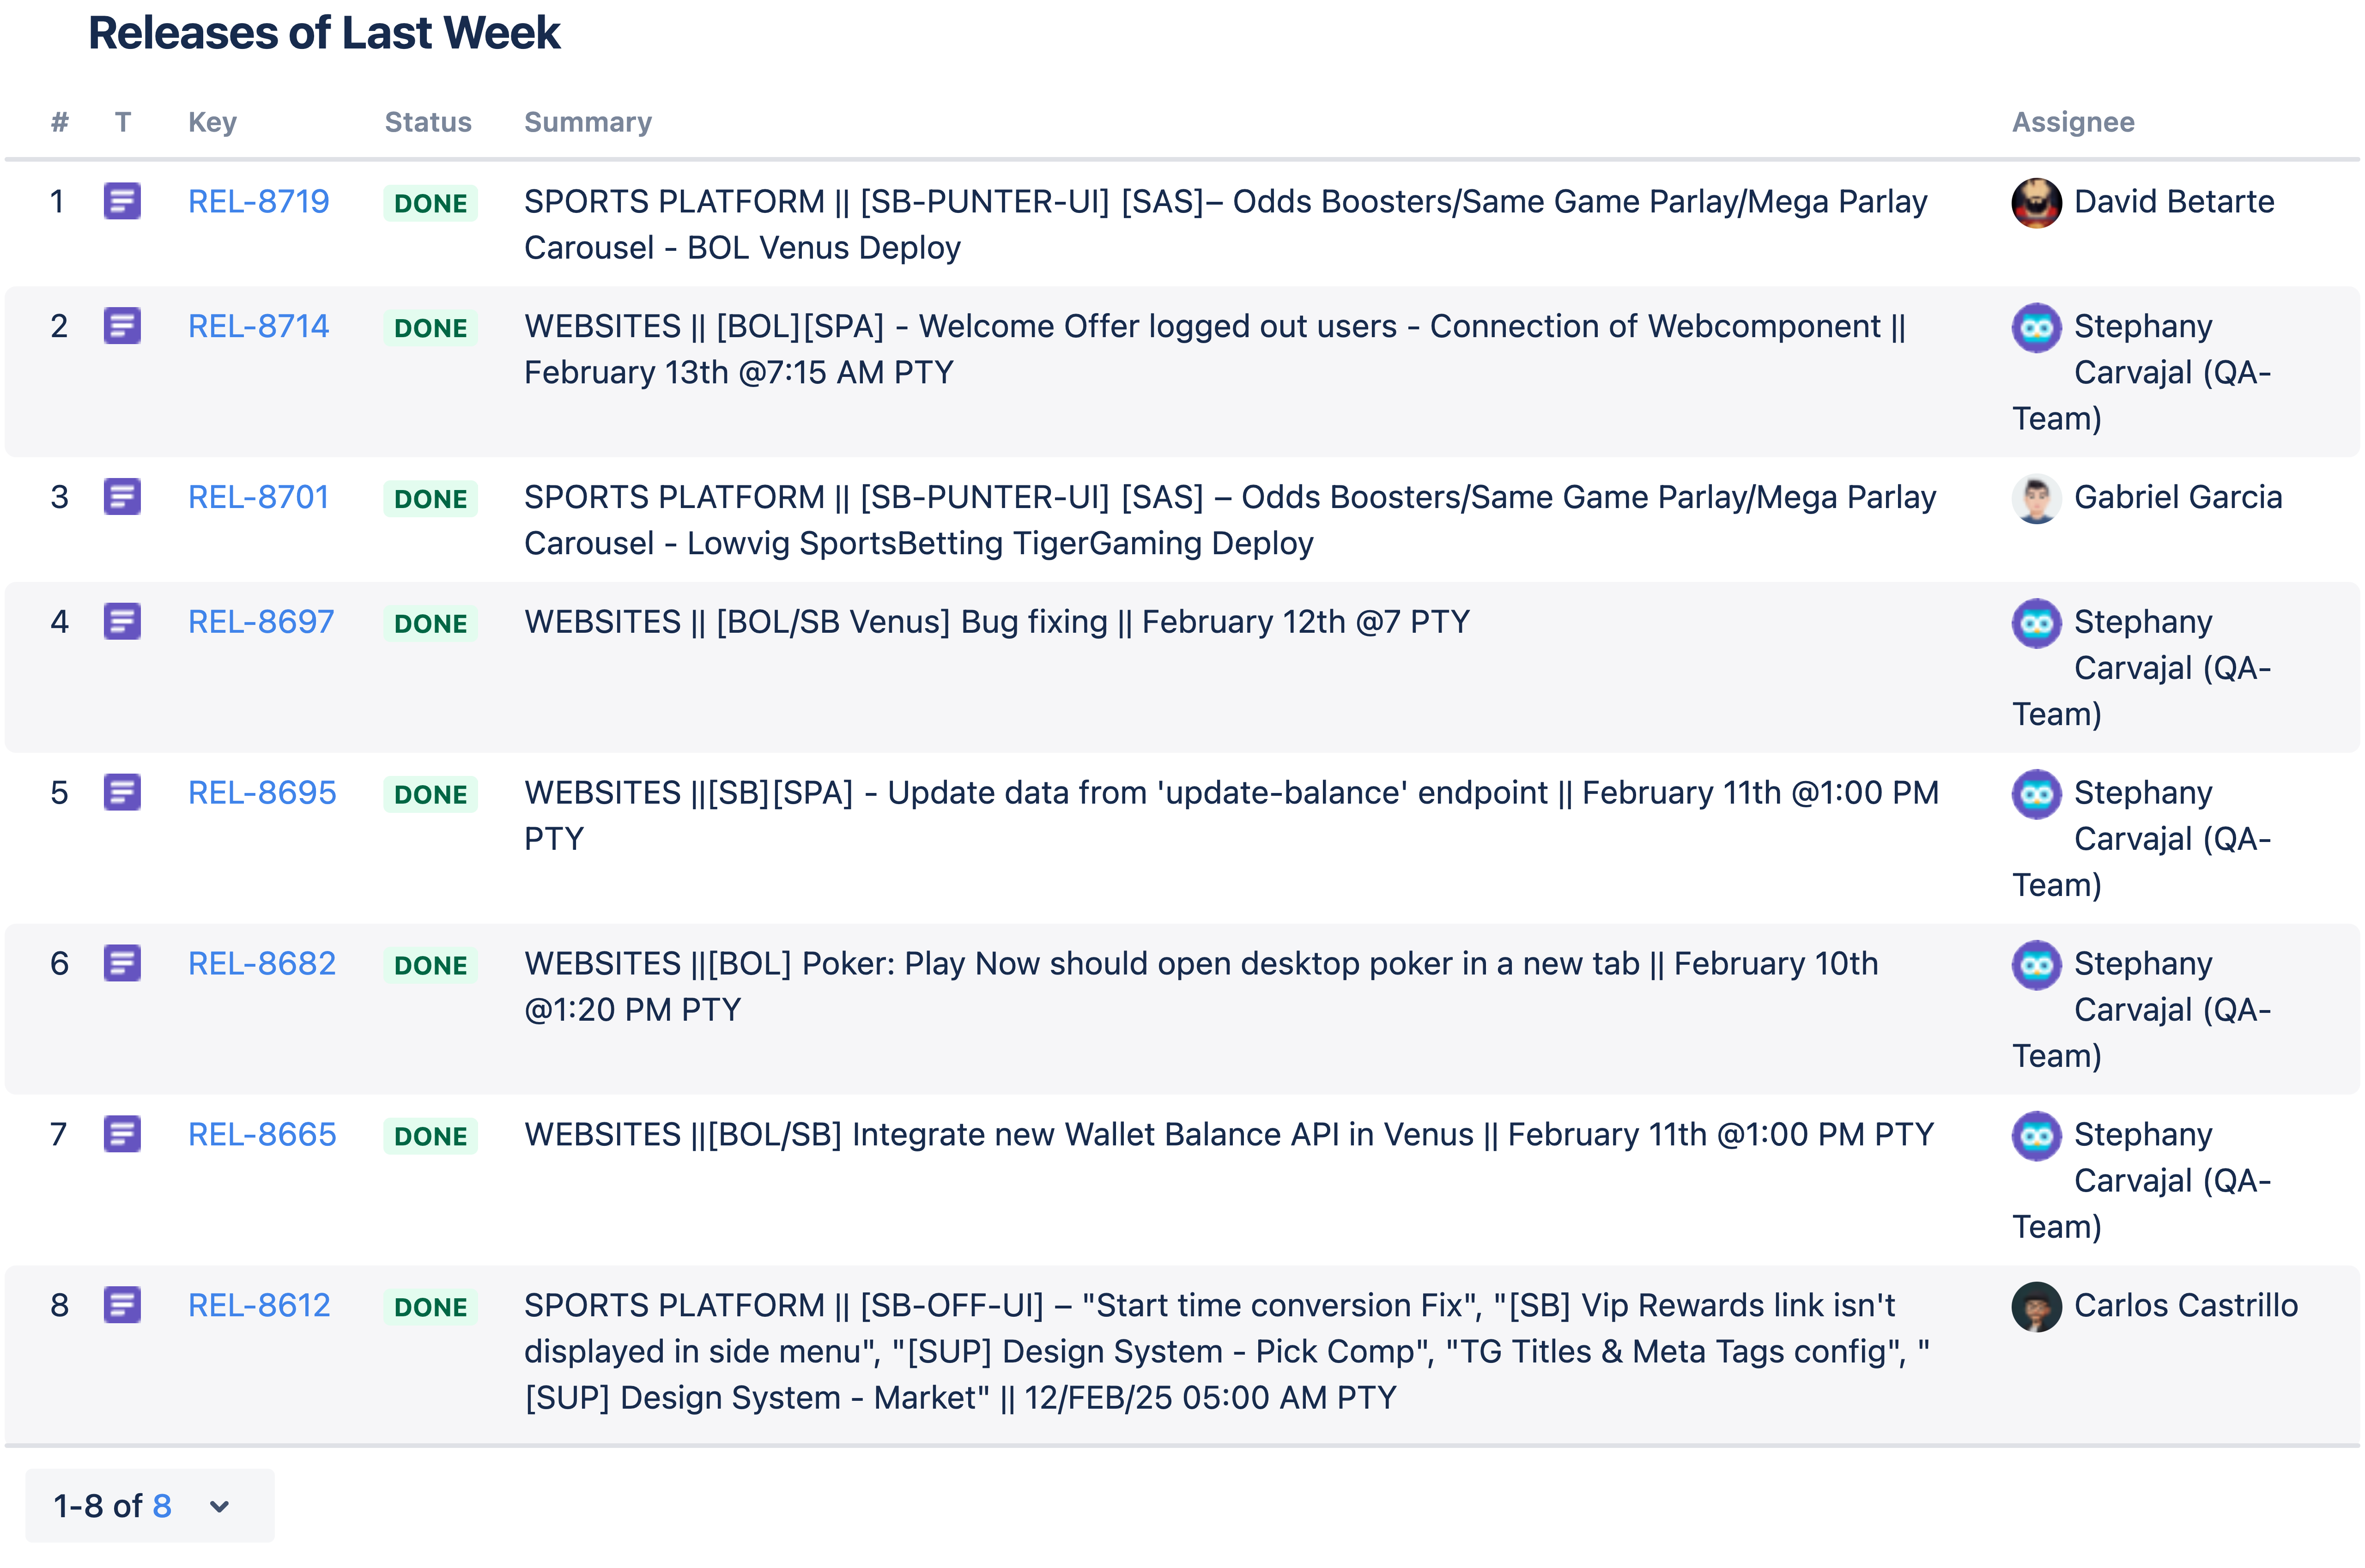 Releases of Last Week
# T Key Status Summary Assignee
1 REL-8719 DONE SPORTS PLATFORM || [SB-PUNTER-UI] [SAS]– Odds Boosters/Same Game Parlay/Mega Parlay David Betarte
Carousel - BOL Venus Deploy
2 REL-8714 DONE WEBSITES || [BOL][SPA] - Welcome Offer logged out users - Connection of Webcomponent || Stephany
February 13th @7:15 AM PTY Carvajal (QA-
Team)
3 REL-8701 DONE SPORTS PLATFORM || [SB-PUNTER-UI] [SAS] – Odds Boosters/Same Game Parlay/Mega Parlay Gabriel Garcia
Carousel - Lowvig SportsBetting TigerGaming Deploy
4 REL-8697 DONE WEBSITES || [BOL/SB Venus] Bug fixing || February 12th @7 PTY Stephany
Carvajal (QA-
Team)
5 REL-8695 DONE WEBSITES ||[SB][SPA] - Update data from 'update-balance' endpoint || February 11th @1:00 PM Stephany
PTY Carvajal (QA-
Team)
6 REL-8682 DONE WEBSITES ||[BOL] Poker: Play Now should open desktop poker in a new tab || February 10th Stephany
@1:20 PM PTY Carvajal (QA-
Team)
7 REL-8665 DONE WEBSITES ||[BOL/SB] Integrate new Wallet Balance API in Venus || February 11th @1:00 PM PTY Stephany
Carvajal (QA-
Team)
8 REL-8612 DONE SPORTS PLATFORM || [SB-OFF-UI] – "Start time conversion Fix", "[SB] Vip Rewards link isn't Carlos Castrillo
displayed in side menu", "[SUP] Design System - Pick Comp", "TG Titles & Meta Tags config", "
[SUP] Design System - Market" || 12/FEB/25 05:00 AM PTY
1-8 of 8